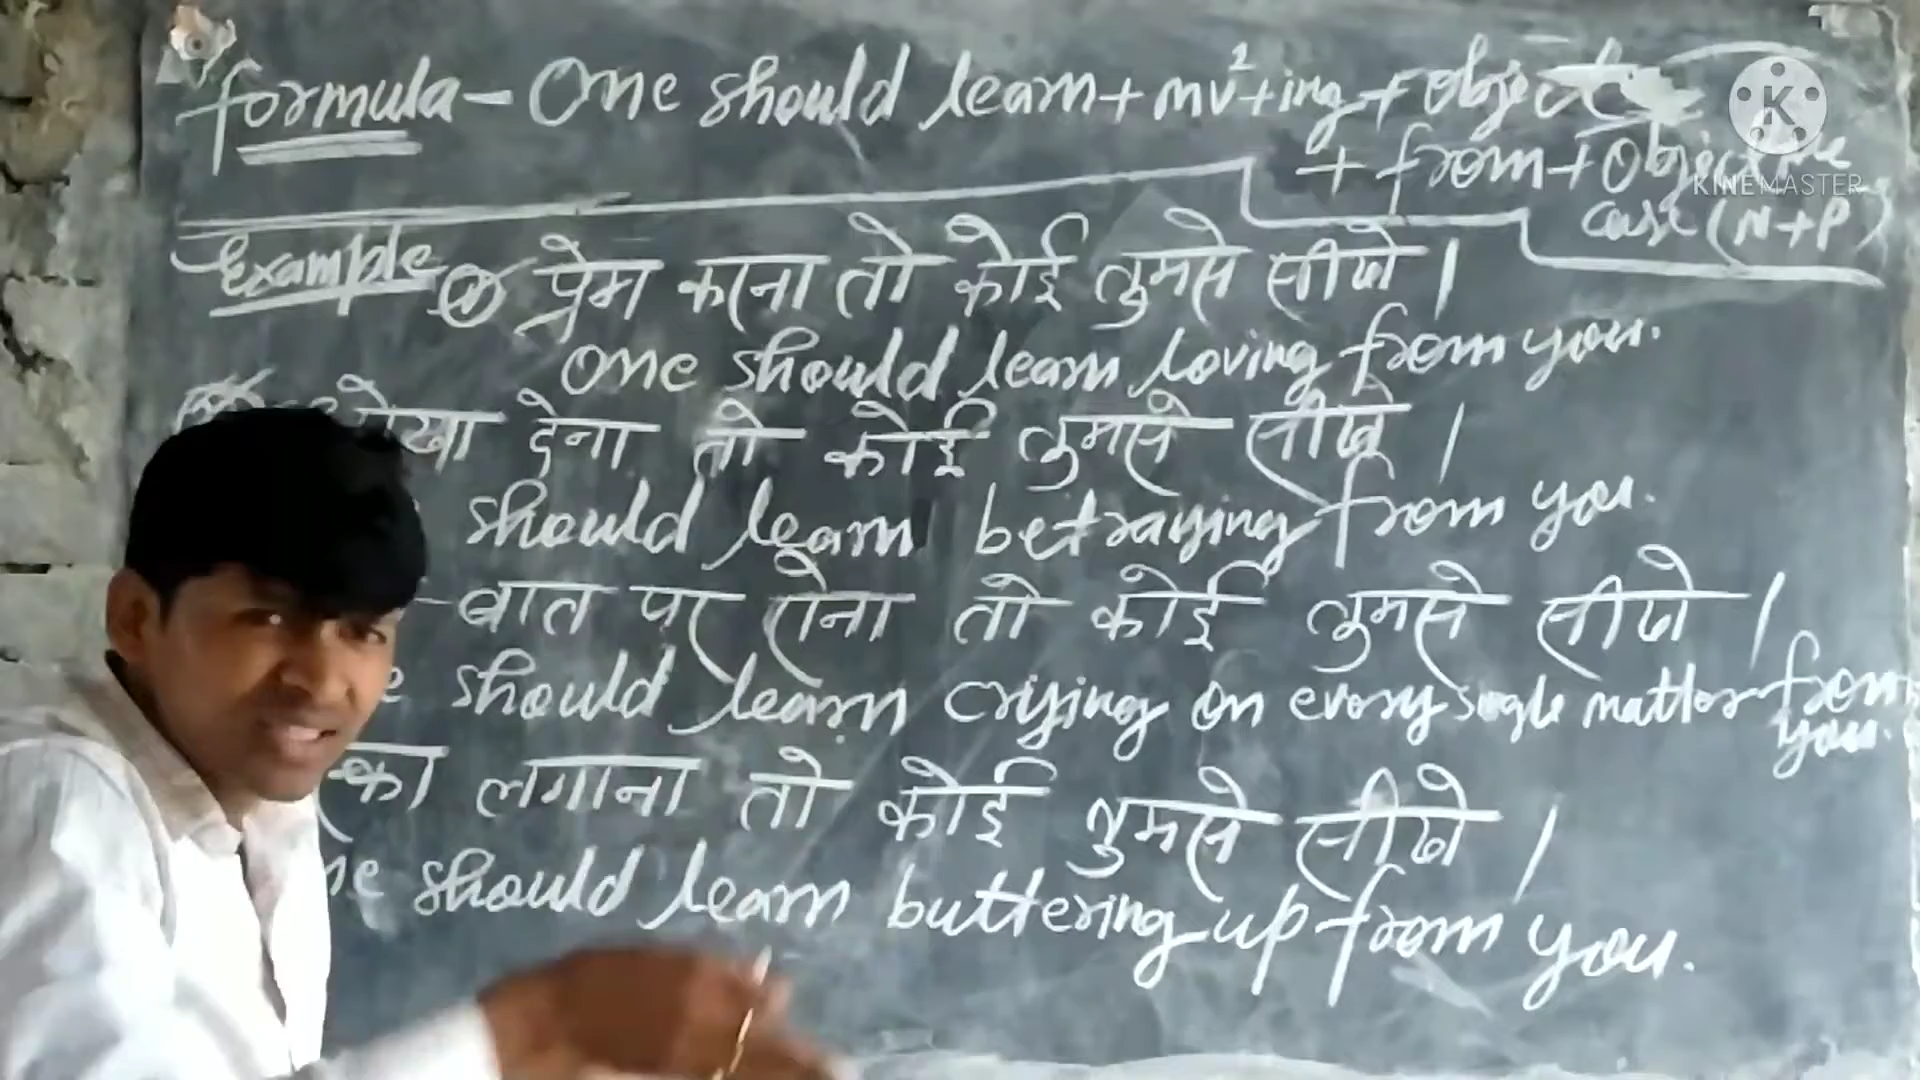 formula - One should learn + mv²+ing + object
+ from + Objective
case (N+P)
KINEMASTER
Example प्रेम करना तो कोई तुमसे सीखे।
One should learn loving from you.
देना तो कोई तुमसे सीखे।
should learn betraying from you.
-बात पर रोना तो कोई तुमसे सीखे।
should learn crying on every single matter from
you.
लगाना तो कोई तुमसे सीखे।
should learn buttering up from you.